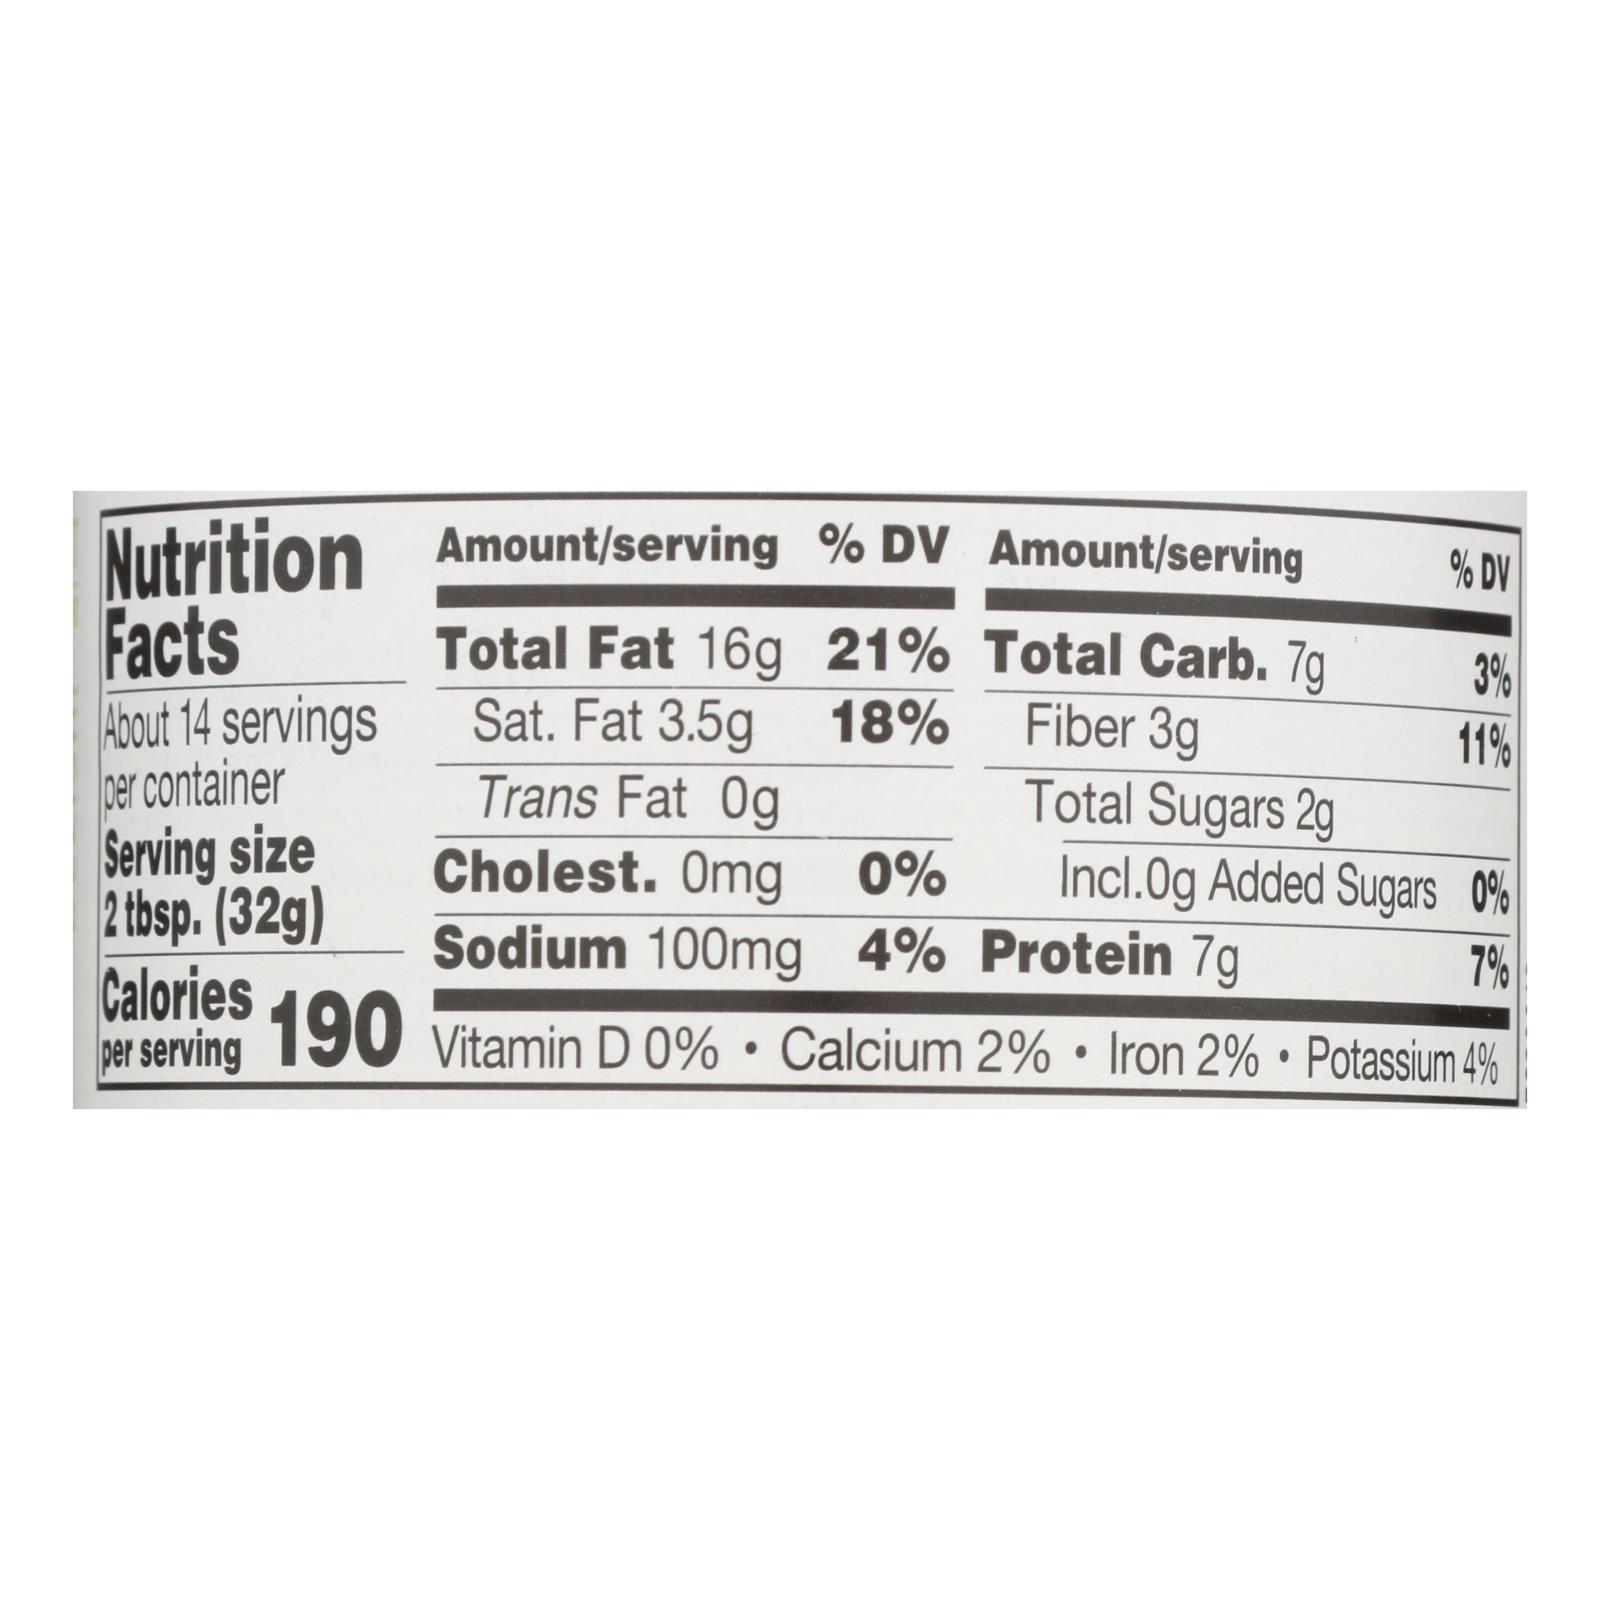 Nutrition
Facts
About 14 servings
per container
Serving size
2 tbsp. (32g)
Calories
per serving 190
Amount/serving % DV
Total Fat 16g 21%
Sat. Fat 3.5g 18%
Trans Fat 0g
Cholest. 0mg 0%
Sodium 100mg 4%
Amount/serving % DV
Total Carb. 7g 3%
Fiber 3g 11%
Total Sugars 2g
Incl.0g Added Sugars 0%
Protein 7g 7%
Vitamin D 0% • Calcium 2% • Iron 2% • Potassium 4%